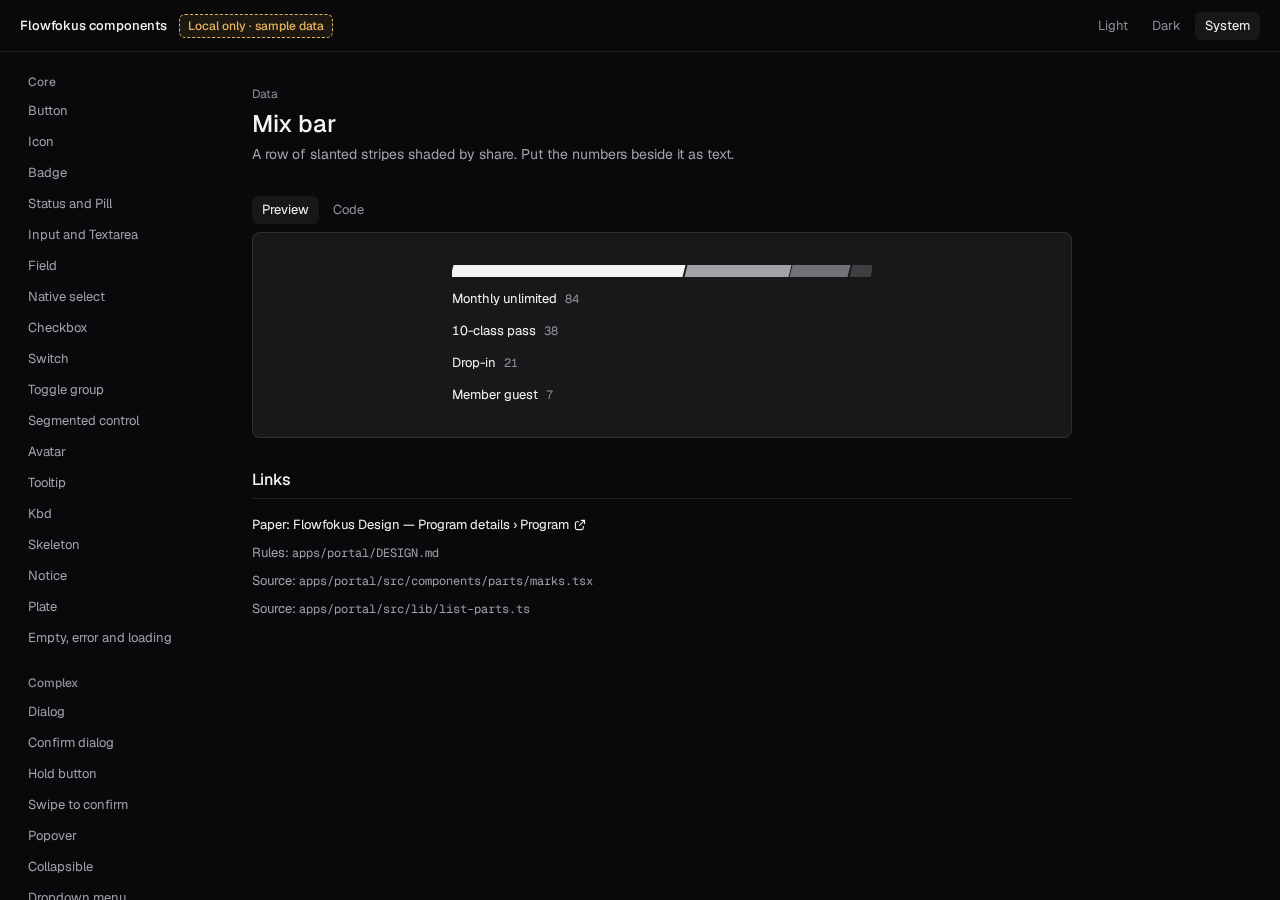 Flowfokus components
Local only · sample data
Light
Dark
System
Core
Button
Icon
Badge
Status and Pill
Input and Textarea
Field
Native select
Checkbox
Switch
Toggle group
Segmented control
Avatar
Tooltip
Kbd
Skeleton
Notice
Plate
Empty, error and loading
Complex
Dialog
Confirm dialog
Hold button
Swipe to confirm
Popover
Collapsible
Dropdown menu
Data
Mix bar
A row of slanted stripes shaded by share. Put the numbers beside it as text.
Preview
Code
Monthly unlimited 84
10-class pass 38
Drop-in 21
Member guest 7
Links
Paper: Flowfokus Design — Program details › Program
Rules: apps/portal/DESIGN.md
Source: apps/portal/src/components/parts/marks.tsx
Source: apps/portal/src/lib/list-parts.ts